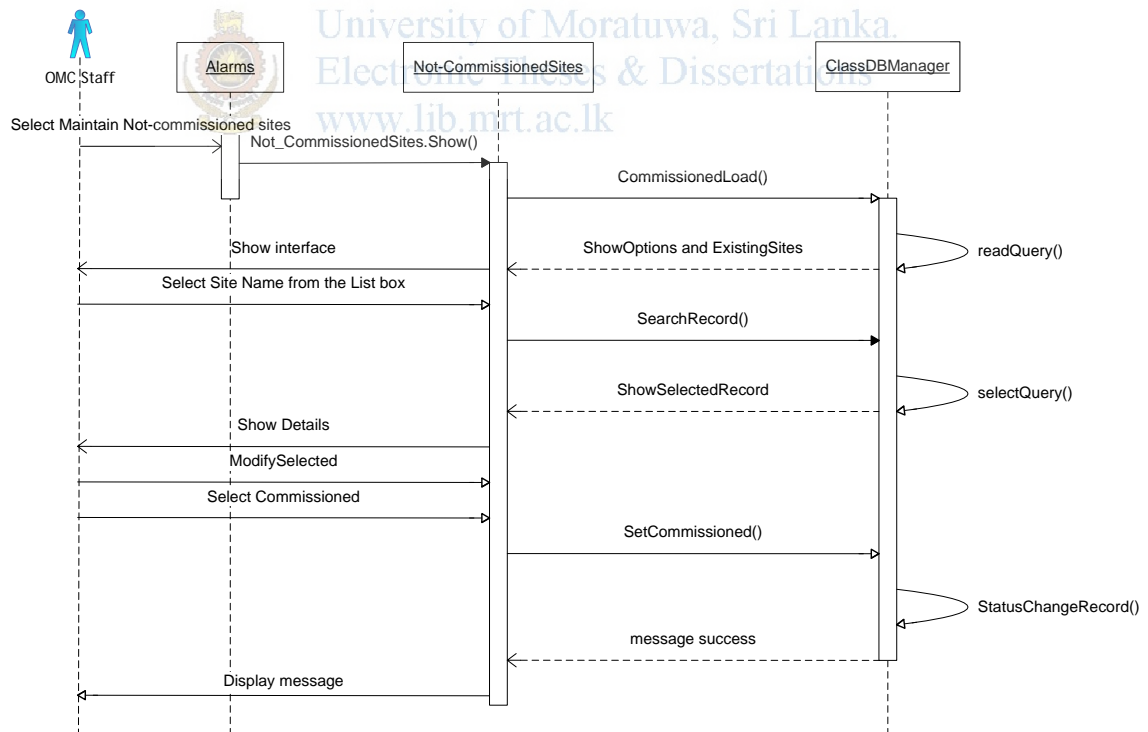 University of Moratuwa, Sri Lanka.
Electronic Theses & Dissertations
www.lib.mrt.ac.lk
OMC Staff
Alarms
Not-CommissionedSites
ClassDBManager
Select Maintain Not-commissioned sites
Not_CommissionedSites.Show()
CommissionedLoad()
Show interface
ShowOptions and ExistingSites
readQuery()
Select Site Name from the List box
SearchRecord()
ShowSelectedRecord
selectQuery()
Show Details
ModifySelected
Select Commissioned
SetCommissioned()
StatusChangeRecord()
message success
Display message